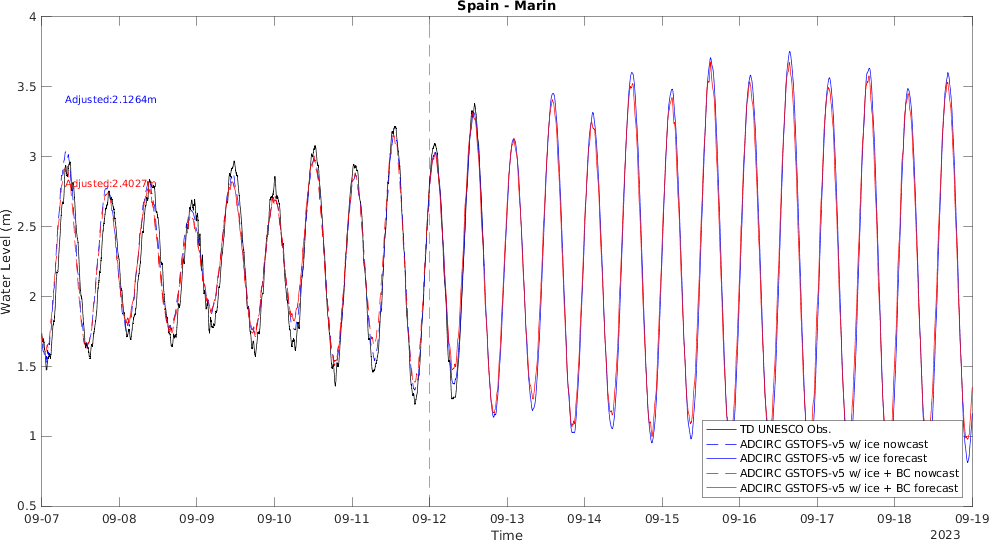 Spain - Marin
4
3.5
3
2.5
2
1.5
1
0.5
Water Level (m)
Adjusted:2.1264m
Adjusted:2.4027m
TD UNESCO Obs.
ADCIRC GSTOFS-v5 w/ ice nowcast
ADCIRC GSTOFS-v5 w/ ice forecast
ADCIRC GSTOFS-v5 w/ ice + BC nowcast
ADCIRC GSTOFS-v5 w/ ice + BC forecast
09-07 09-08 09-09 09-10 09-11 09-12 09-13 09-14 09-15 09-16 09-17 09-18 09-19
Time
2023